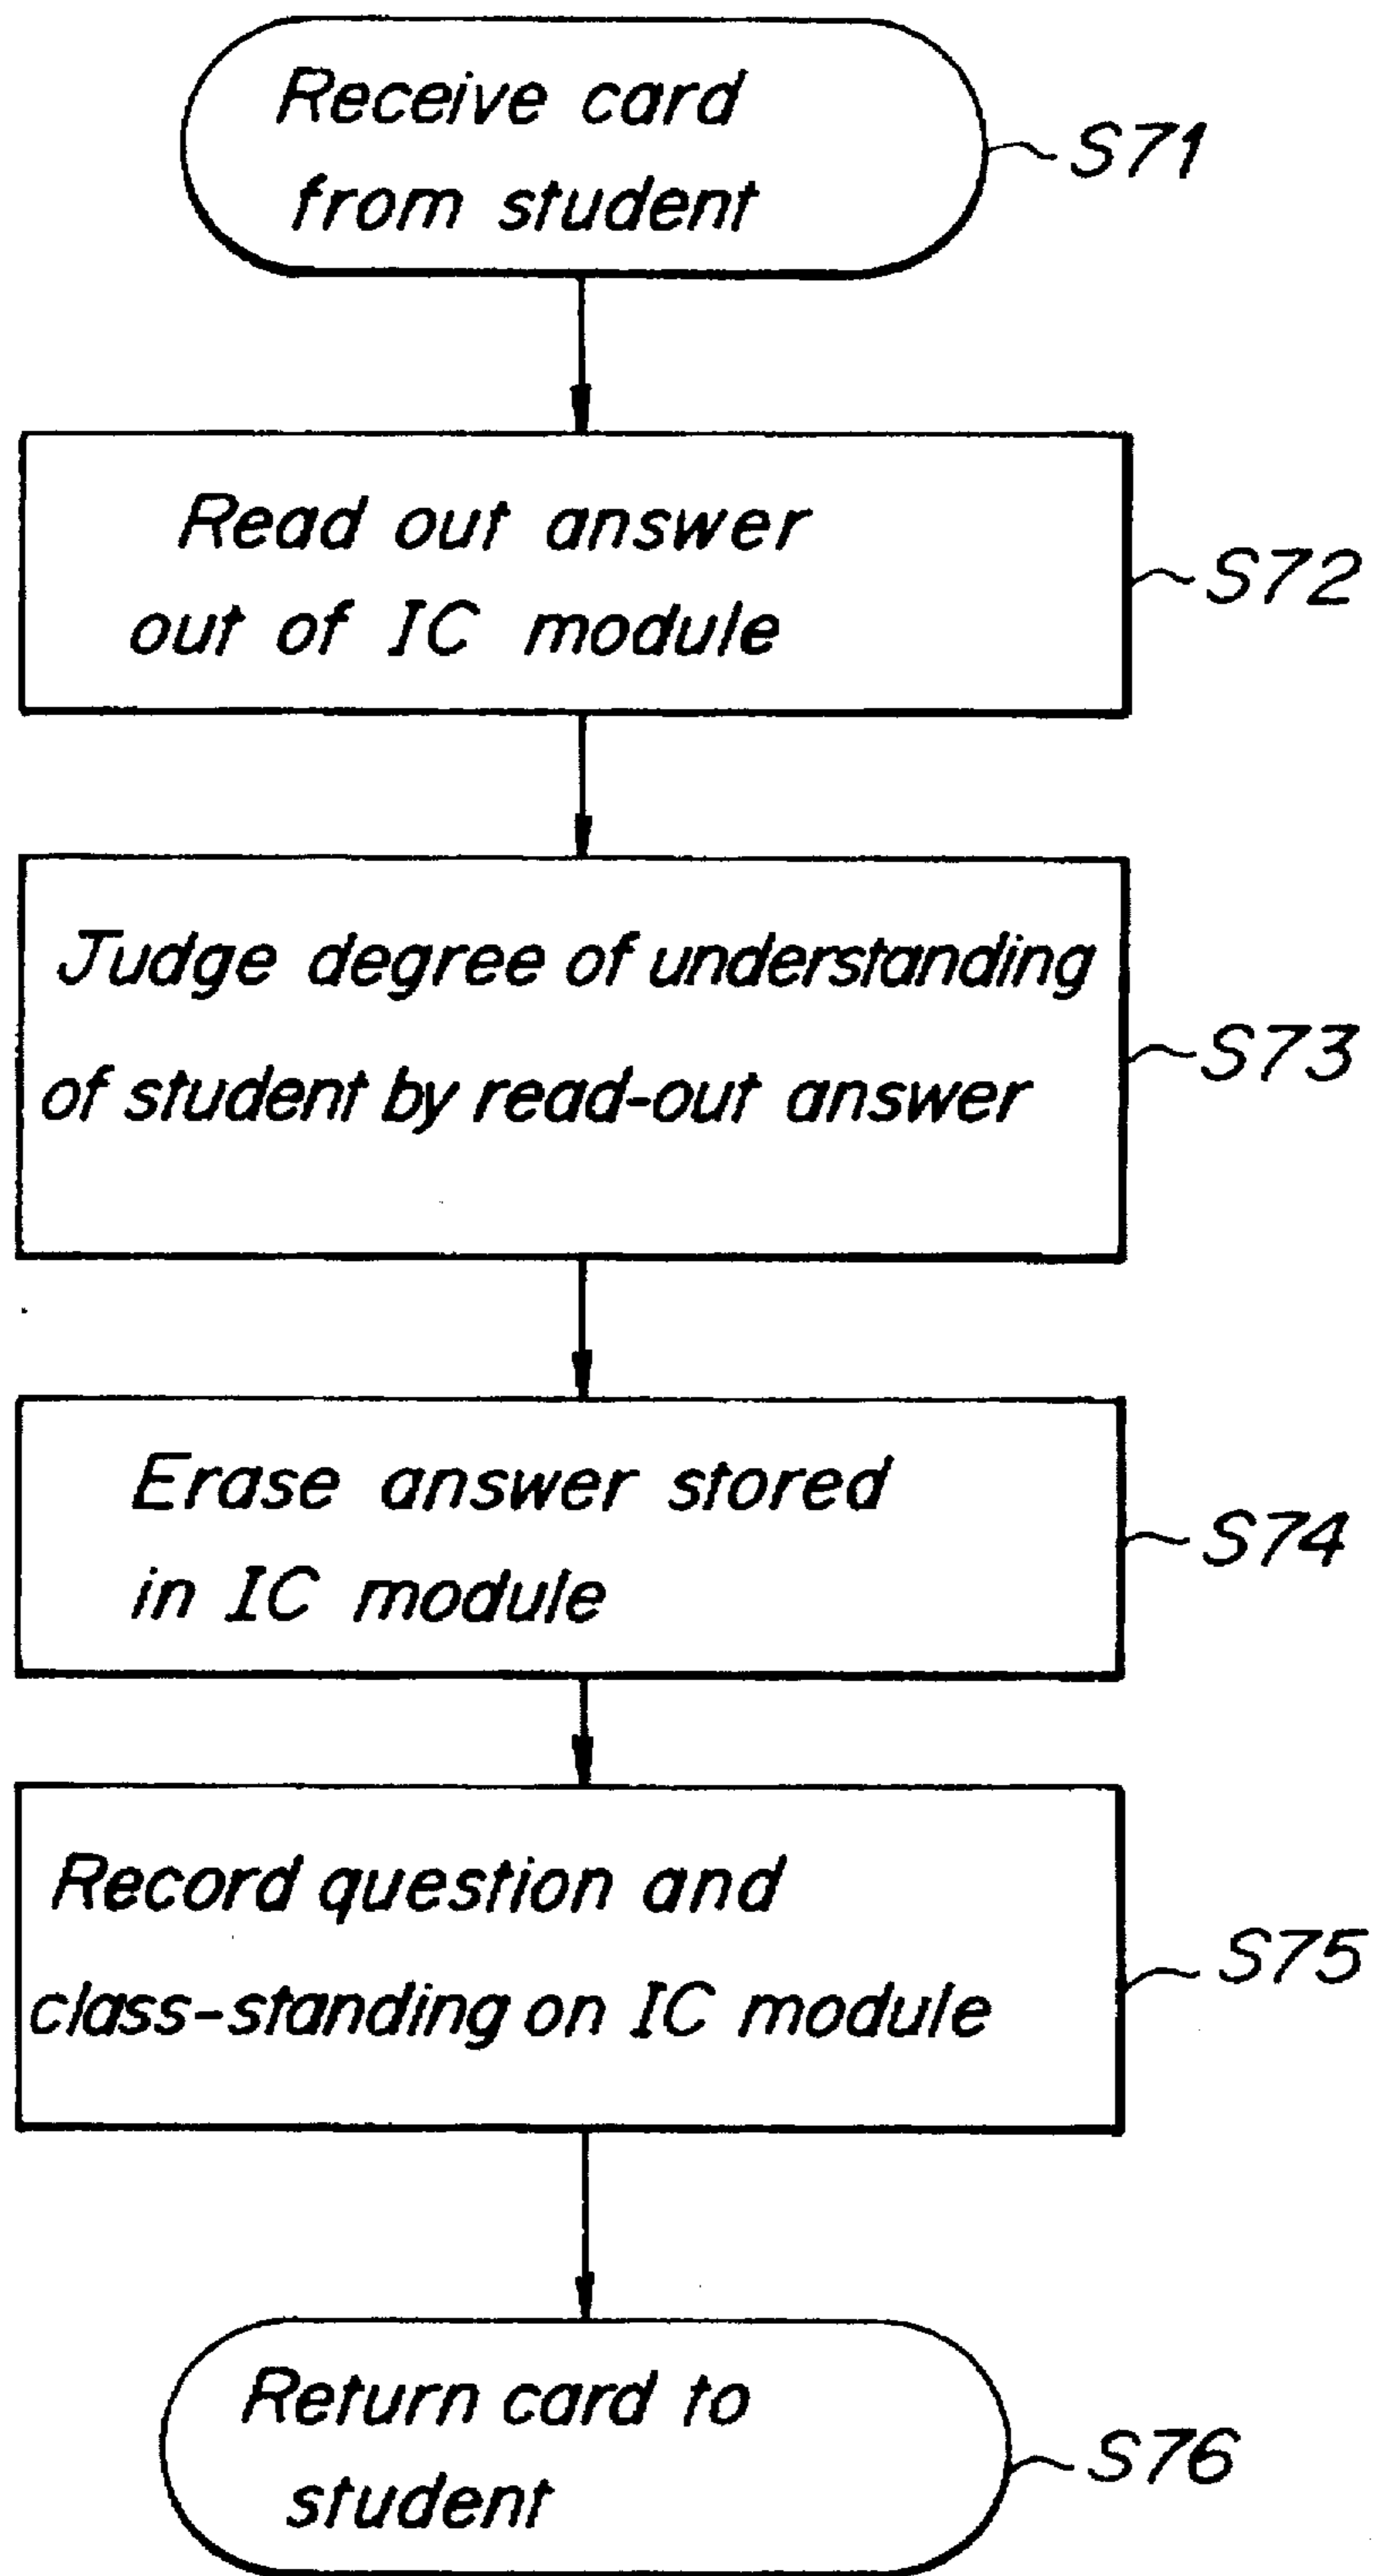 Receive card
from student
S71
Read out answer
out of IC module
S72
Judge degree of understanding
of student by read-out answer
S73
Erase answer stored
in IC module
S74
Record question and
class-standing on IC module
S75
Return card to
student
S76